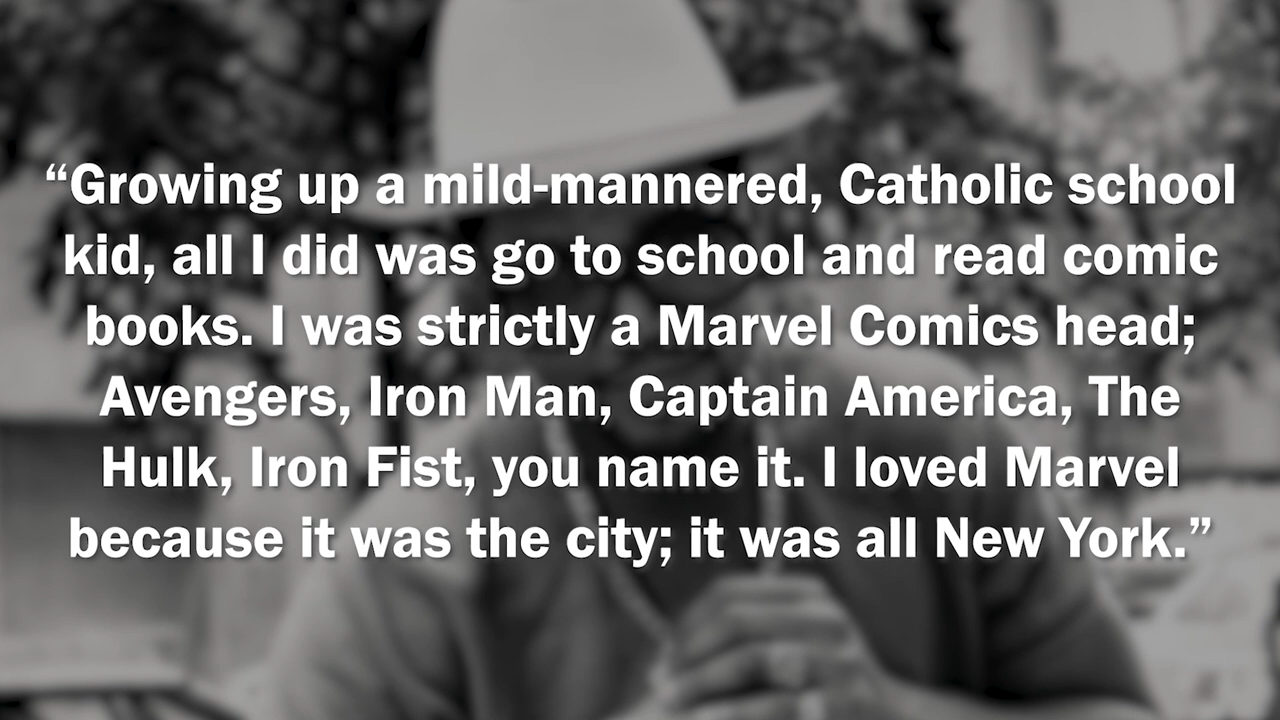 “Growing up a mild-mannered, Catholic school
kid, all I did was go to school and read comic
books. I was strictly a Marvel Comics head;
Avengers, Iron Man, Captain America, The
Hulk, Iron Fist, you name it. I loved Marvel
because it was the city; it was all New York.”